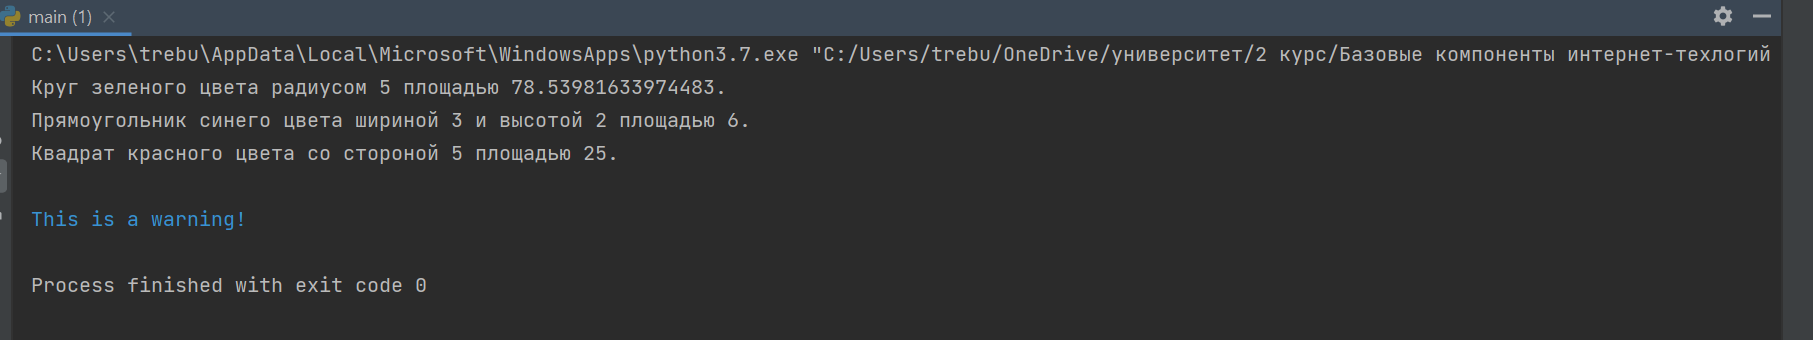 main (1)
C:\Users\trebu\AppData\Local\Microsoft\WindowsApps\python3.7.exe "C:/Users/trebu/OneDrive/университет/2 курс/Базовые компоненты интернет-техлогий
Круг зеленого цвета радиусом 5 площадью 78.53981633974483.
Прямоугольник синего цвета шириной 3 и высотой 2 площадью 6.
Квадрат красного цвета со стороной 5 площадью 25.
This is a warning!
Process finished with exit code 0